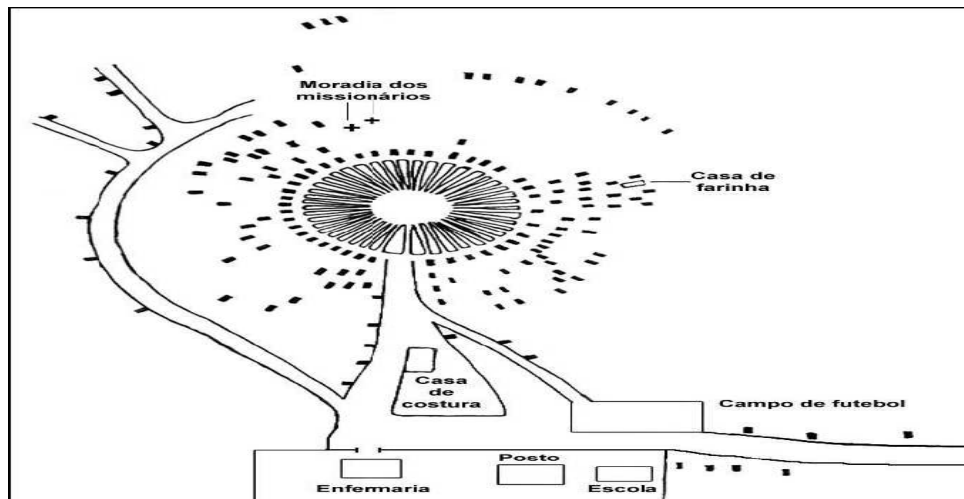 Moradia dos
missionários
Casa de
farinha
Casa
de
costura
Campo de futebol
Posto
Enfermaria
Escola